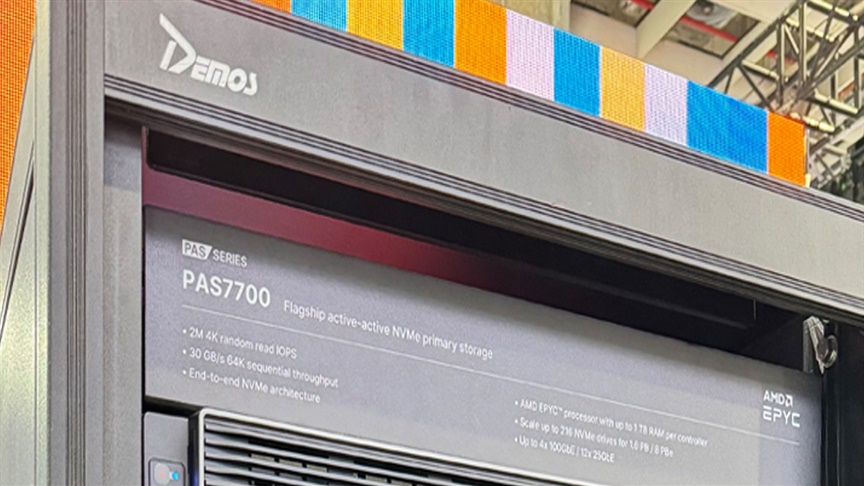 DEMOS
PAS SERIES
PAS7700 Flagship active-active NVMe primary storage
• 2M 4K random read IOPS
• 30 GB/s 64K sequential throughput
• End-to-end NVMe architecture
• AMD EPYC™ processor with up to 1 TB RAM per controller
• Scale up to 216 NVMe drives for 1.6 PB / 8 PBe
• Up to 4x 100GbE / 12x 25GbE
AMD
EPYC